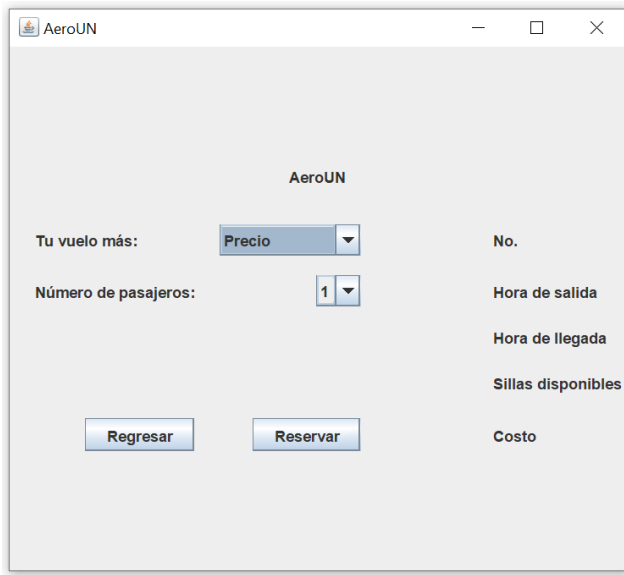 AeroUN
AeroUN
Tu vuelo más: Precio No.
Número de pasajeros: 1 Hora de salida
Hora de llegada
Sillas disponibles
Regresar Reservar Costo